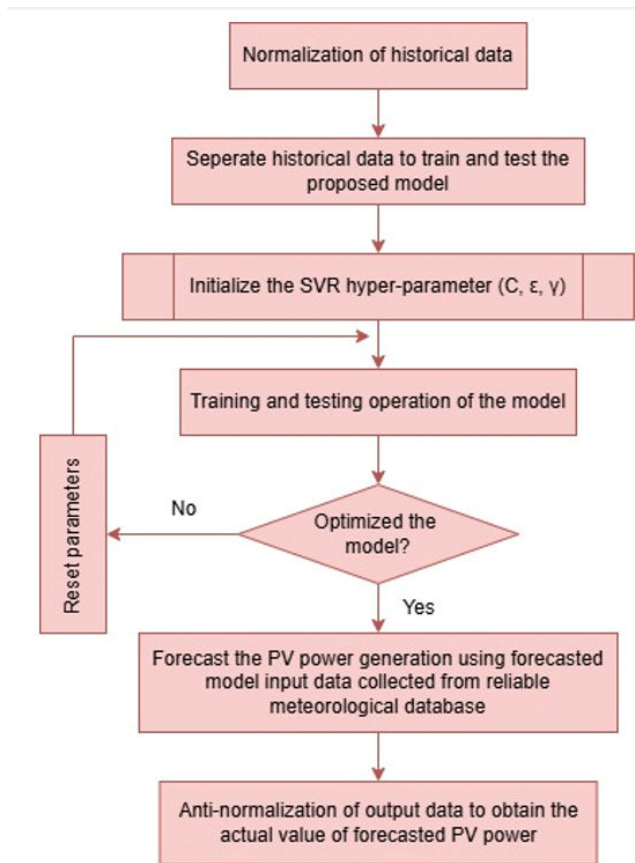 Normalization of historical data
Seperate historical data to train and test the
proposed model
Initialize the SVR hyper-parameter (C, ε, γ)
Training and testing operation of the model
Reset parameters
No
Optimized the
model?
Yes
Forecast the PV power generation using forecasted
model input data collected from reliable
meteorological database
Anti-normalization of output data to obtain the
actual value of forecasted PV power